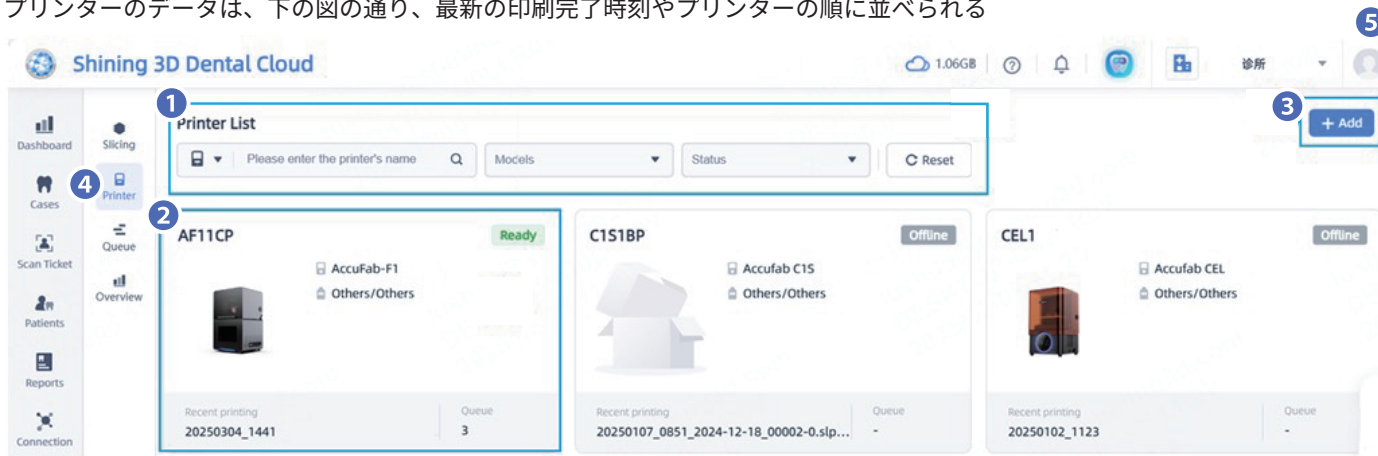 プリンターのデータは、下の図の通り、最新の印刷完了時刻やプリンターの順に並べられる
5
Shining 3D Dental Cloud
1.06GB
诊所
1
Printer List
3
+ Add
Dashboard
Slicing
Please enter the printer's name
Models
Status
Reset
4
Printer
Cases
2
AF11CP
Ready
AccuFab-F1
Others/Others
Recent printing
20250304_1441
Queue
3
C1S1BP
Offline
Accufab C1S
Others/Others
Recent printing
20250107_0851_2024-12-18_00002-0.slp...
Queue
-
CEL1
Offline
Accufab CEL
Others/Others
Recent printing
20250102_1123
Queue
-
Queue
Scan Ticket
Overview
Patients
Reports
Connection